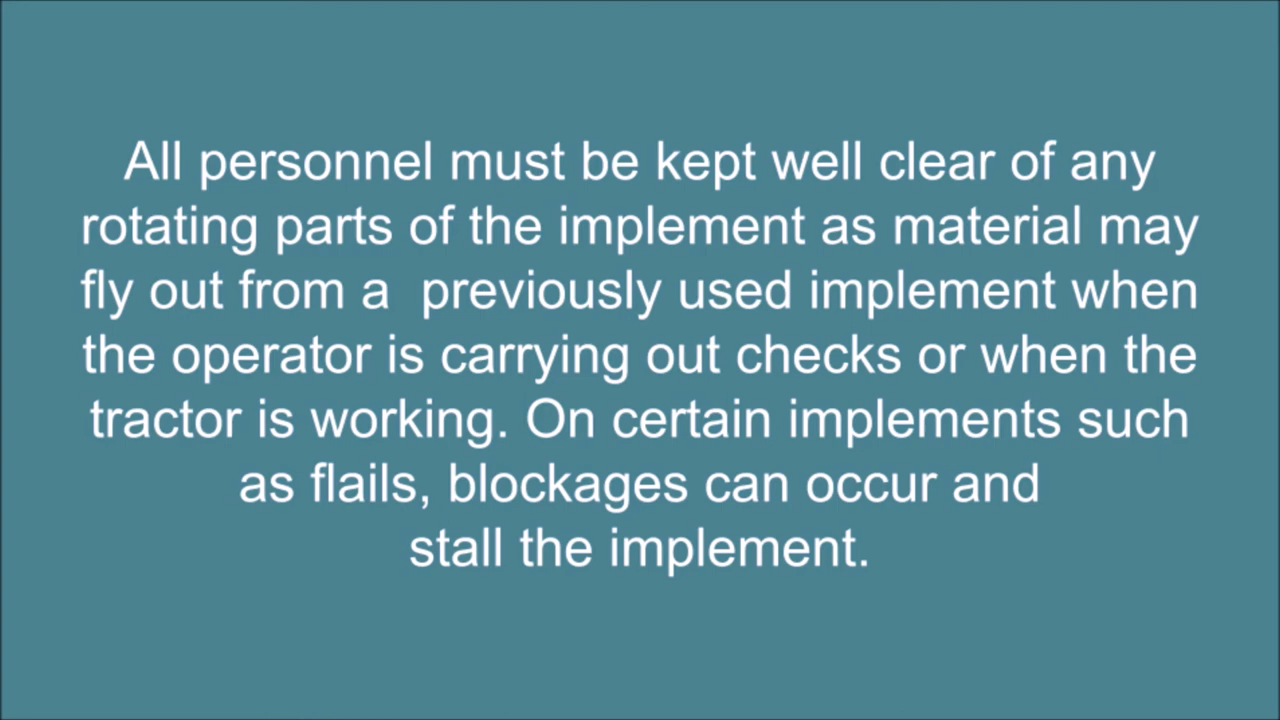 All personnel must be kept well clear of any
rotating parts of the implement as material may
fly out from a  previously used implement when
the operator is carrying out checks or when the
tractor is working. On certain implements such
as flails, blockages can occur and
stall the implement.